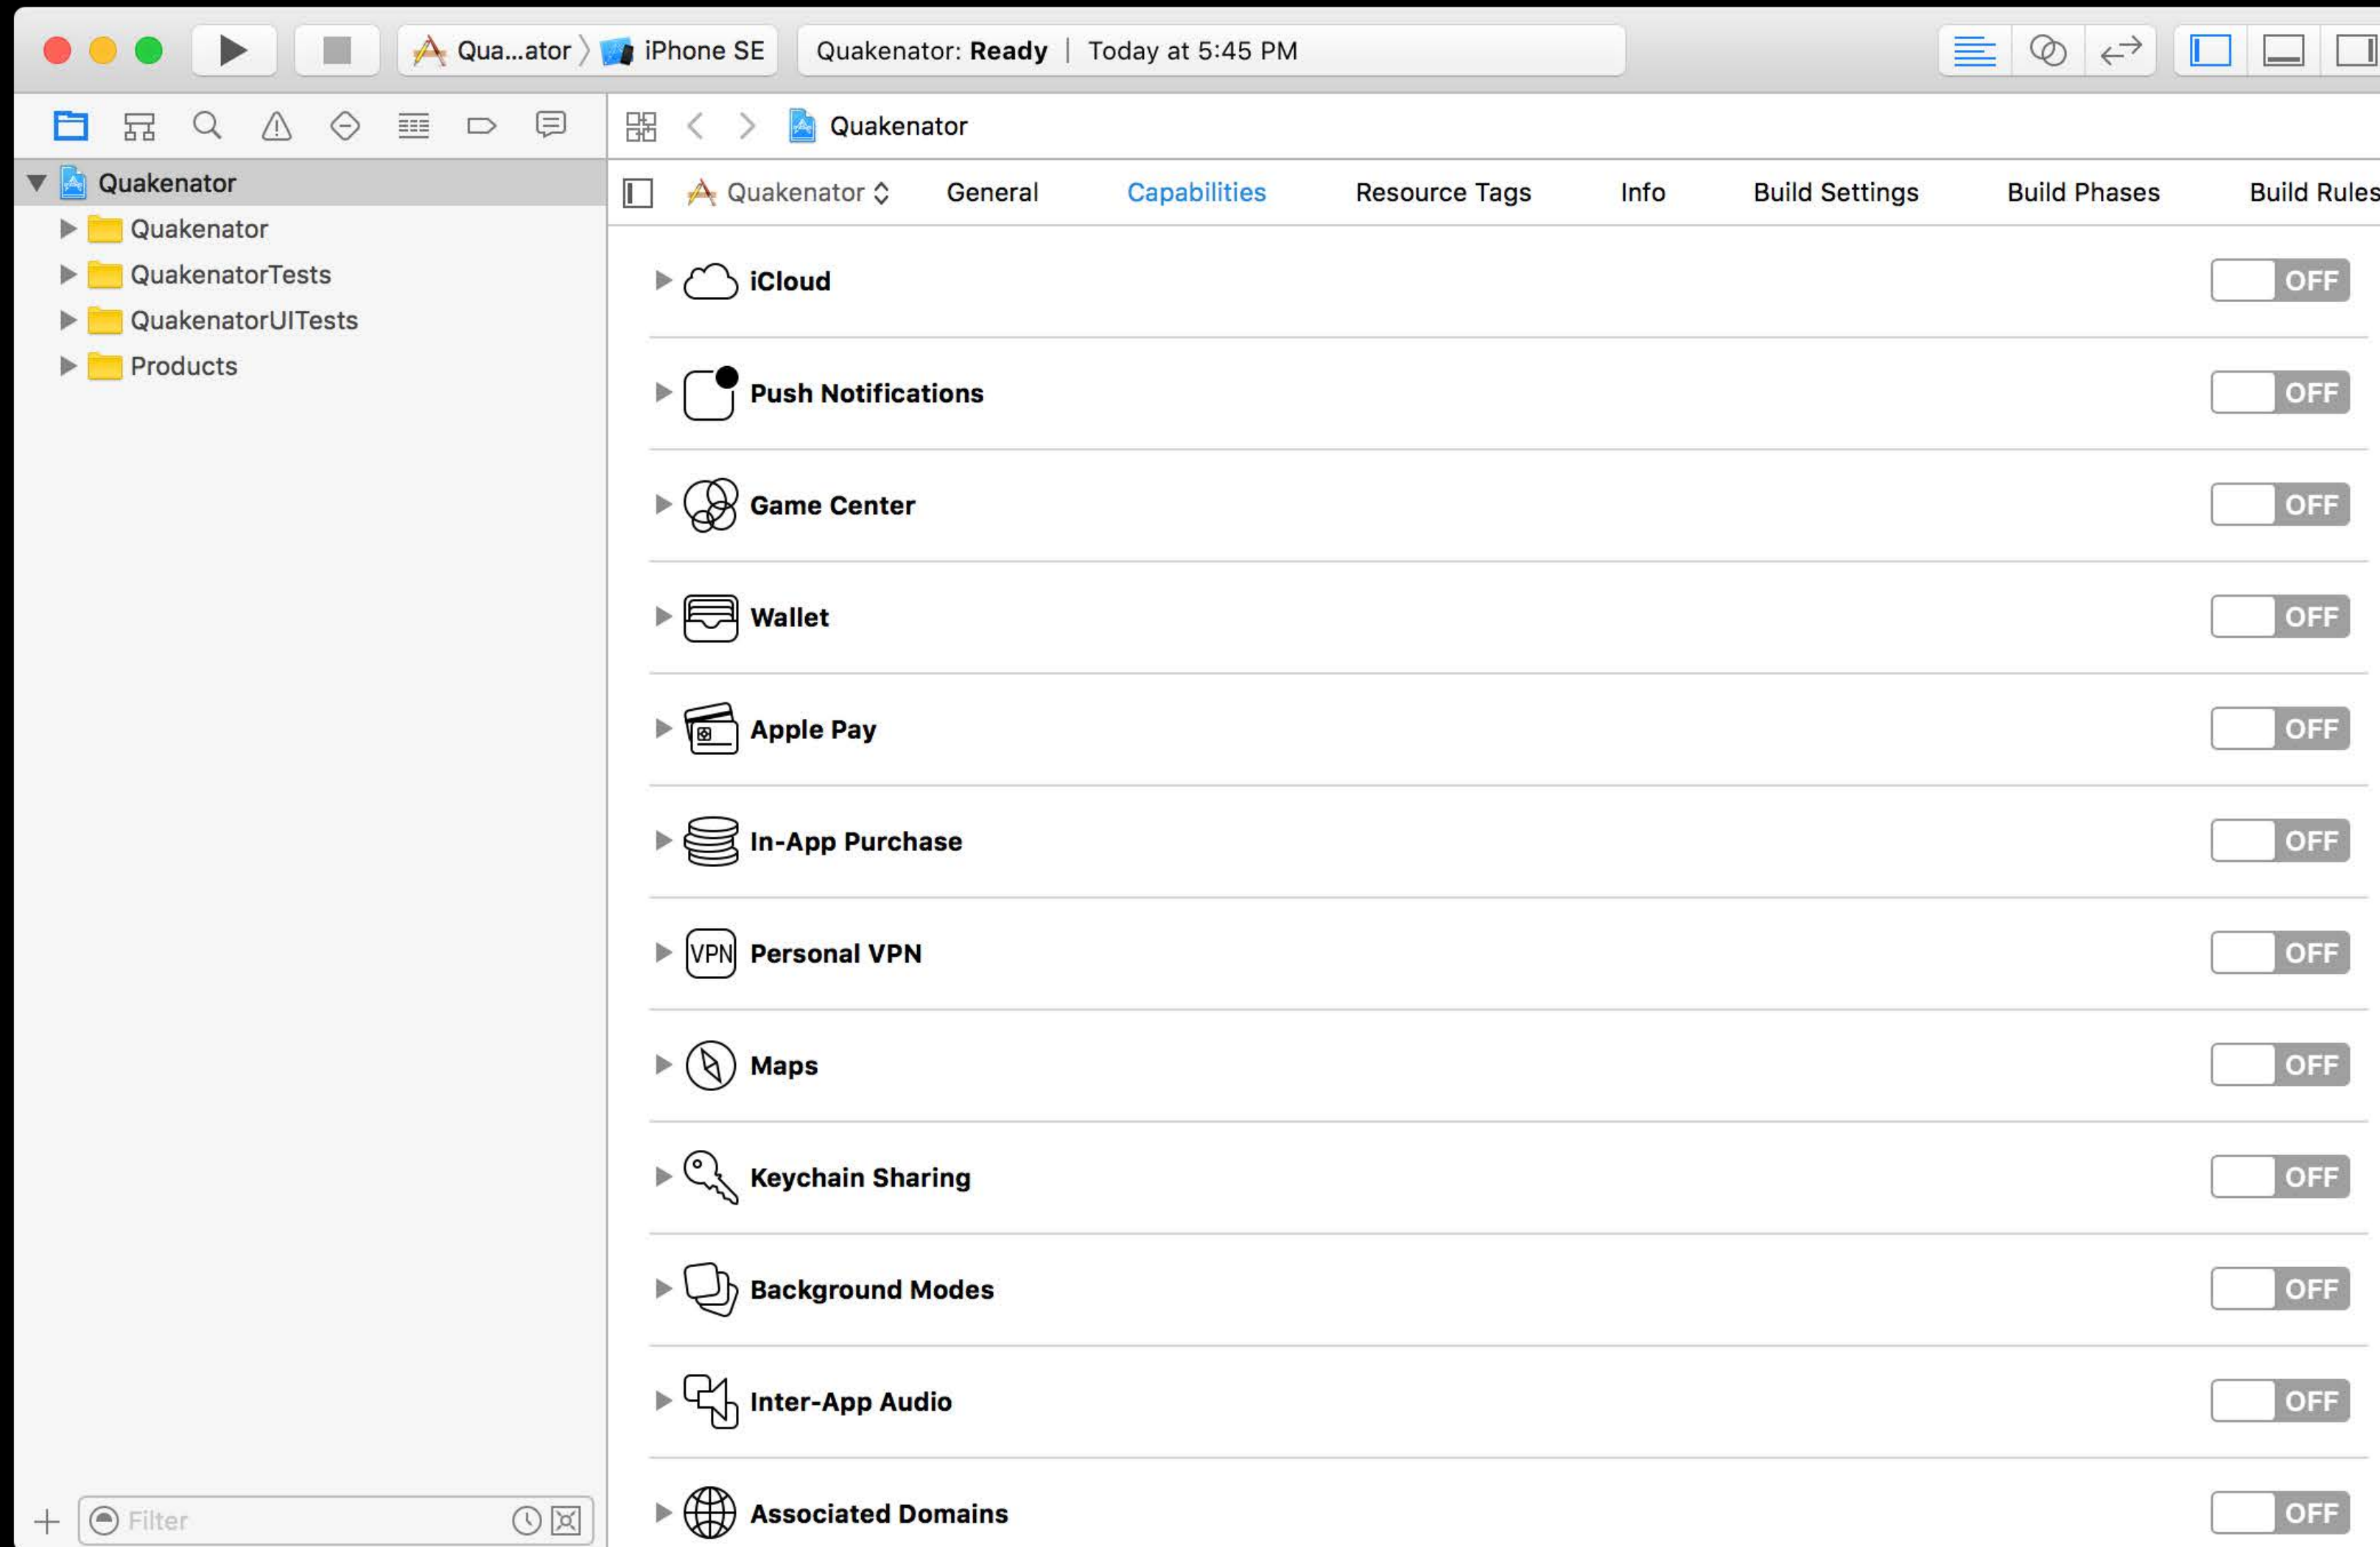 Qua...ator iPhone SE Quakenator: Ready | Today at 5:45 PM
Quakenator
Quakenator
Quakenator
QuakenatorTests
QuakenatorUITests
Products
Quakenator General Capabilities Resource Tags Info Build Settings Build Phases Build Rules
iCloud OFF
Push Notifications OFF
Game Center OFF
Wallet OFF
Apple Pay OFF
In-App Purchase OFF
VPN Personal VPN OFF
Maps OFF
Keychain Sharing OFF
Background Modes OFF
Inter-App Audio OFF
Associated Domains OFF
Filter